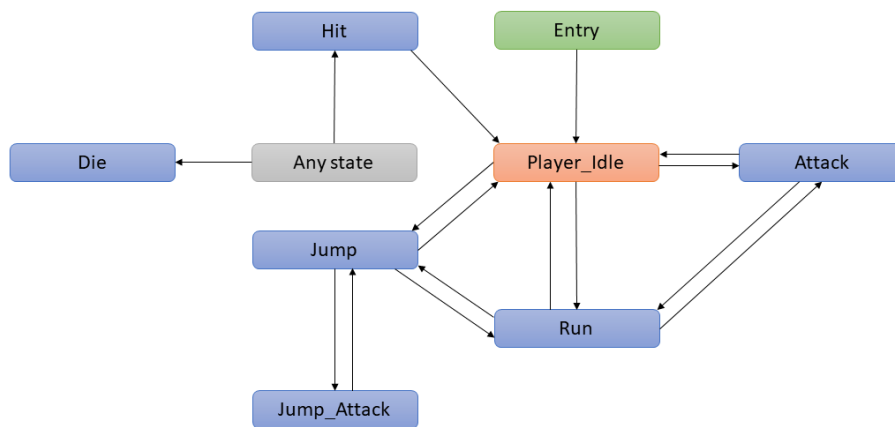 Hit
Entry
Die
Any state
Player_Idle
Attack
Jump
Run
Jump_Attack